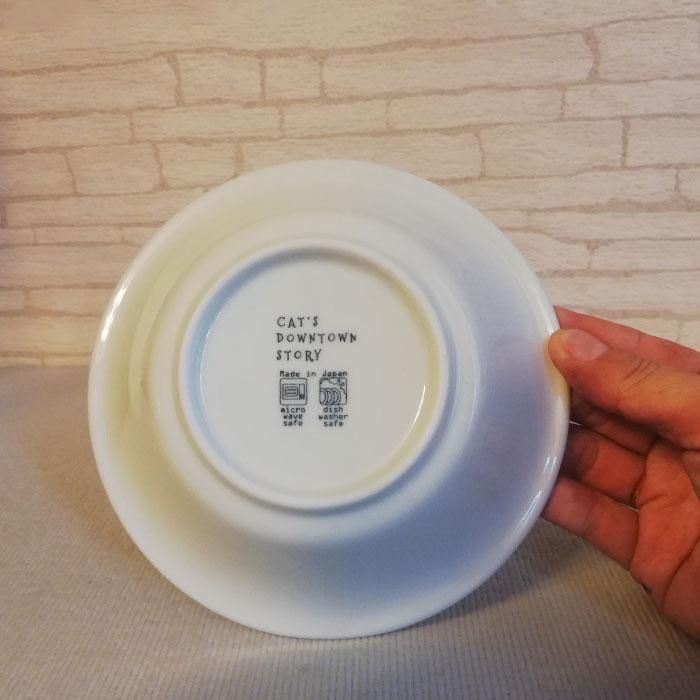 CAT'S
DOWNTOWN
STORY
Made in Japan
micro wave safe
dish washer safe